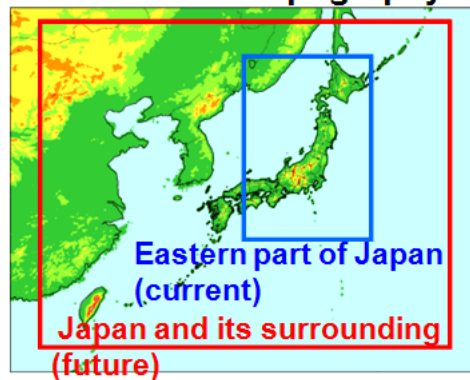 Eastern part of Japan
(current)
Japan and its surrounding
(future)